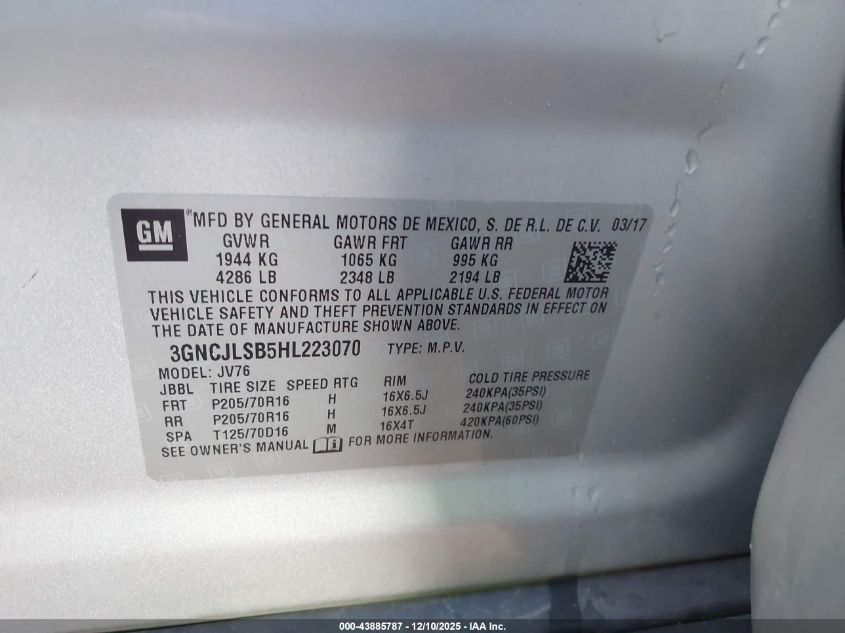 GM ® MFD BY GENERAL MOTORS DE MEXICO, S. DE R.L. DE C.V. 03/17
GVWR GAWR FRT GAWR RR
1944 KG 1065 KG 995 KG
4286 LB 2348 LB 2194 LB
THIS VEHICLE CONFORMS TO ALL APPLICABLE U.S. FEDERAL MOTOR
VEHICLE SAFETY AND THEFT PREVENTION STANDARDS IN EFFECT ON
THE DATE OF MANUFACTURE SHOWN ABOVE.
3GNCJLSB5HL223070 TYPE: M.P.V.
MODEL: JV76
JBBL TIRE SIZE SPEED RTG RIM COLD TIRE PRESSURE
FRT P205/70R16 H 16X6.5J 240KPA(35PSI)
RR P205/70R16 H 16X6.5J 240KPA(35PSI)
SPA T125/70D16 M 16X4T 420KPA(60PSI)
SEE OWNER'S MANUAL FOR MORE INFORMATION.
000-43885787 - 12/10/2025 - IAA Inc.